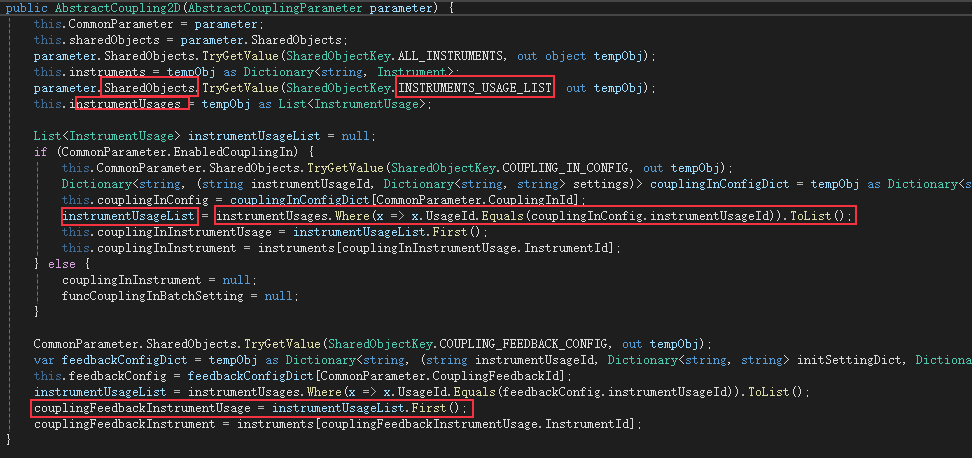 public AbstractCoupling2D(AbstractCouplingParameter parameter) {
this.CommonParameter = parameter;
this.sharedObjects = parameter.SharedObjects;
parameter.SharedObjects.TryGetValue(SharedObjectKey.ALL_INSTRUMENTS, out object tempObj);
this.instruments = tempObj as Dictionary<string, Instrument>;
parameter.SharedObjects.TryGetValue(SharedObjectKey.INSTRUMENTS_USAGE_LIST out tempObj);
this.instrumentUsages = tempObj as List<InstrumentUsage>;
List<InstrumentUsage> instrumentUsageList = null;
if (CommonParameter.EnabledCouplingIn) {
this.CommonParameter.SharedObjects.TryGetValue(SharedObjectKey.COUPLING_IN_CONFIG, out tempObj);
Dictionary<string, (string instrumentUsageId, Dictionary<string, string> settings)> couplingInConfigDict = tempObj as Dictionary<s
this.couplingInConfig = couplingInConfigDict[CommonParameter.CouplingInId];
instrumentUsageList = instrumentUsages.Where(x => x.UsageId.Equals(couplingInConfig.instrumentUsageId)).ToList();
this.couplingInInstrumentUsage = instrumentUsageList.First();
this.couplingInInstrument = instruments[couplingInInstrumentUsage.InstrumentId];
} else {
couplingInInstrument = null;
funcCouplingInBatchSetting = null;
}
CommonParameter.SharedObjects.TryGetValue(SharedObjectKey.COUPLING_FEEDBACK_CONFIG, out tempObj);
var feedbackConfigDict = tempObj as Dictionary<string, (string instrumentUsageId, Dictionary<string, string> initSettingDict, Dictiona
this.feedbackConfig = feedbackConfigDict[CommonParameter.CouplingFeedbackId];
instrumentUsageList = instrumentUsages.Where(x => x.UsageId.Equals(feedbackConfig.instrumentUsageId)).ToList();
couplingFeedbackInstrumentUsage = instrumentUsageList.First();
couplingFeedbackInstrument = instruments[couplingFeedbackInstrumentUsage.InstrumentId];
}